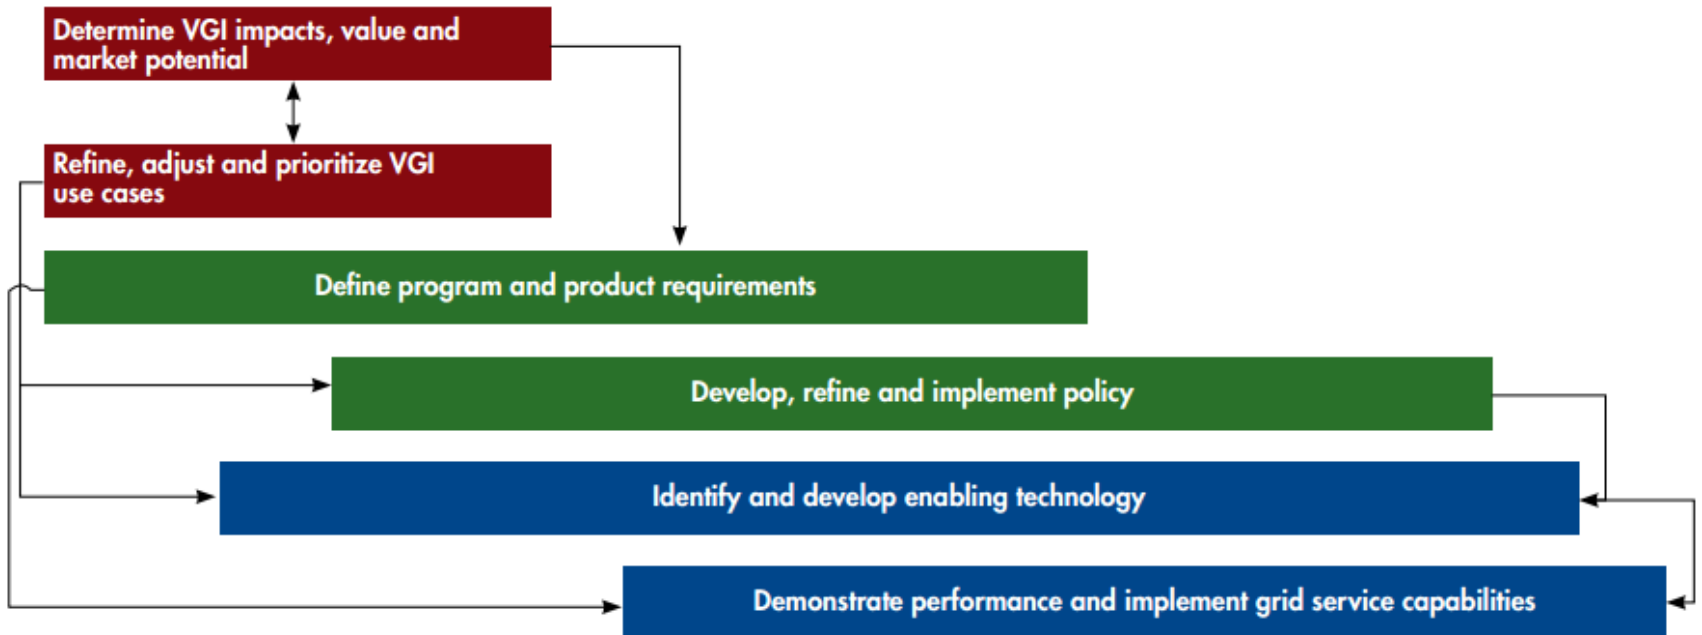 Determine VGI impacts, value and
market potential
Refine, adjust and prioritize VGI
use cases
Define program and product requirements
Develop, refine and implement policy
Identify and develop enabling technology
Demonstrate performance and implement grid service capabilities